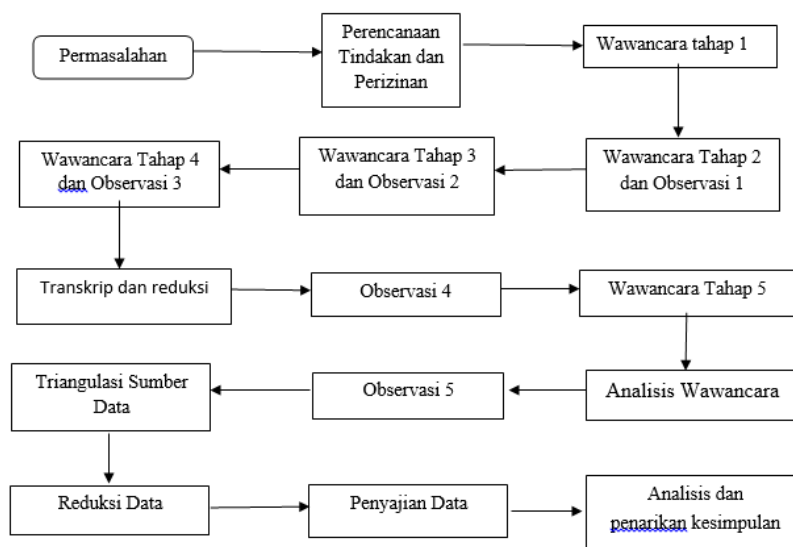 Permasalahan
Perencanaan
Tindakan dan
Perizinan
Wawancara tahap 1
Wawancara Tahap 2
dan Observasi 1
Wawancara Tahap 3
dan Observasi 2
Wawancara Tahap 4
dan Observasi 3
Transkrip dan reduksi
Observasi 4
Wawancara Tahap 5
Analisis Wawancara
Observasi 5
Triangulasi Sumber
Data
Reduksi Data
Penyajian Data
Analisis dan
penarikan kesimpulan